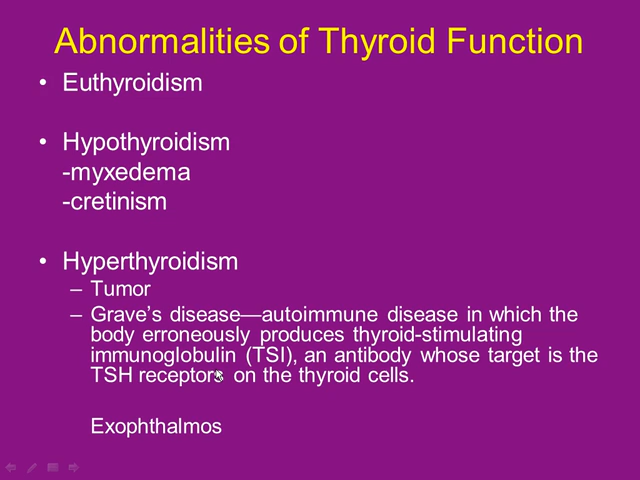 Abnormalities of Thyroid Function
• Euthyroidism
• Hypothyroidism
-myxedema
-cretinism
• Hyperthyroidism
– Tumor
– Grave's disease—autoimmune disease in which the
body erroneously produces thyroid-stimulating
immunoglobulin (TSI), an antibody whose target is the
TSH receptors on the thyroid cells.
Exophthalmos